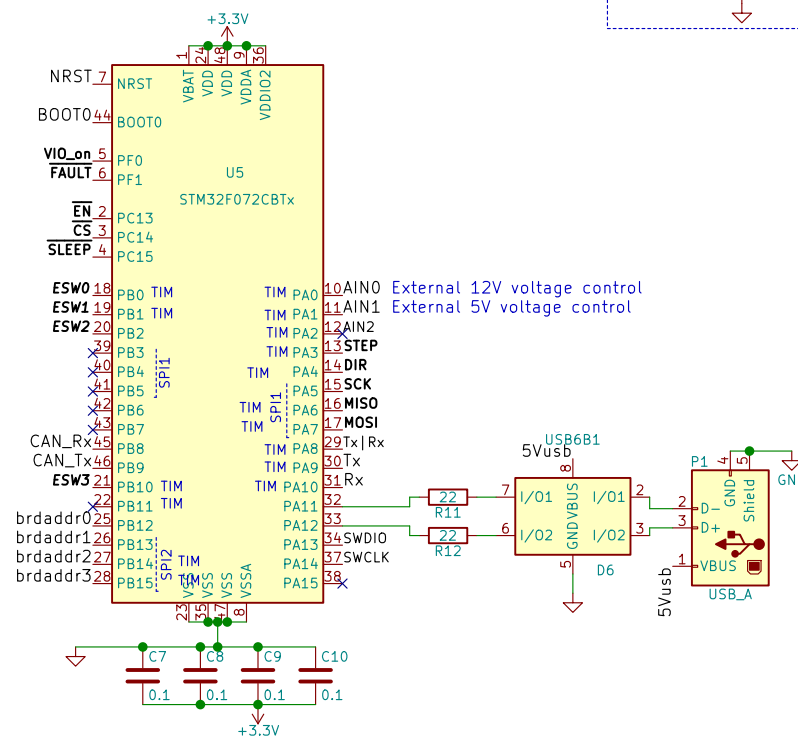 +3.3V
1 24 48 9 36
VBAT VDD VDD VDDA VDDIO2
NRST 7 NRST
BOOT0 44 BOOT0
VIO_on 5 PF0
FAULT 6 PF1
U5
STM32F072CBTx
EN 2 PC13
CS 3 PC14
SLEEP 4 PC15
ESW0 18 PB0 TIM
ESW1 19 PB1 TIM
ESW2 20 PB2
39 PB3
40 PB4
41 PB5
SPI1
42 PB6
43 PB7
CAN_Rx 45 PB8
CAN_Tx 46 PB9
ESW3 21 PB10 TIM
22 PB11 TIM
brdaddr0 25 PB12
brdaddr1 26 PB13
brdaddr2 27 PB14 TIM
brdaddr3 28 PB15 TIM
SPI2
TIM PA0 10 AIN0 External 12V voltage control
TIM PA1 11 AIN1 External 5V voltage control
TIM PA2 12 AIN2
TIM PA3 13 STEP
TIM PA4 14 DIR
PA5 15 SCK
TIM PA6 16 MISO
TIM PA7 17 MOSI
SPI1
TIM PA8 29 Tx|Rx
TIM PA9 30 Tx
TIM PA10 31 Rx
PA11 32
PA12 33
PA13 34 SWDIO
PA14 37 SWCLK
PA15 38
VSS VSS VSS VSSA
23 35 47 8
C7 C8 C9 C10
0.1 0.1 0.1 0.1
+3.3V
22
R11
22
R12
USB6B1
5Vusb
8
VBUS
7 I/O1 I/O1 2
6 I/O2 I/O2 3
GND
5
D6
P1
4 5
GND Shield
2 D-
3 D+
1 VBUS
5Vusb
USB_A
GN